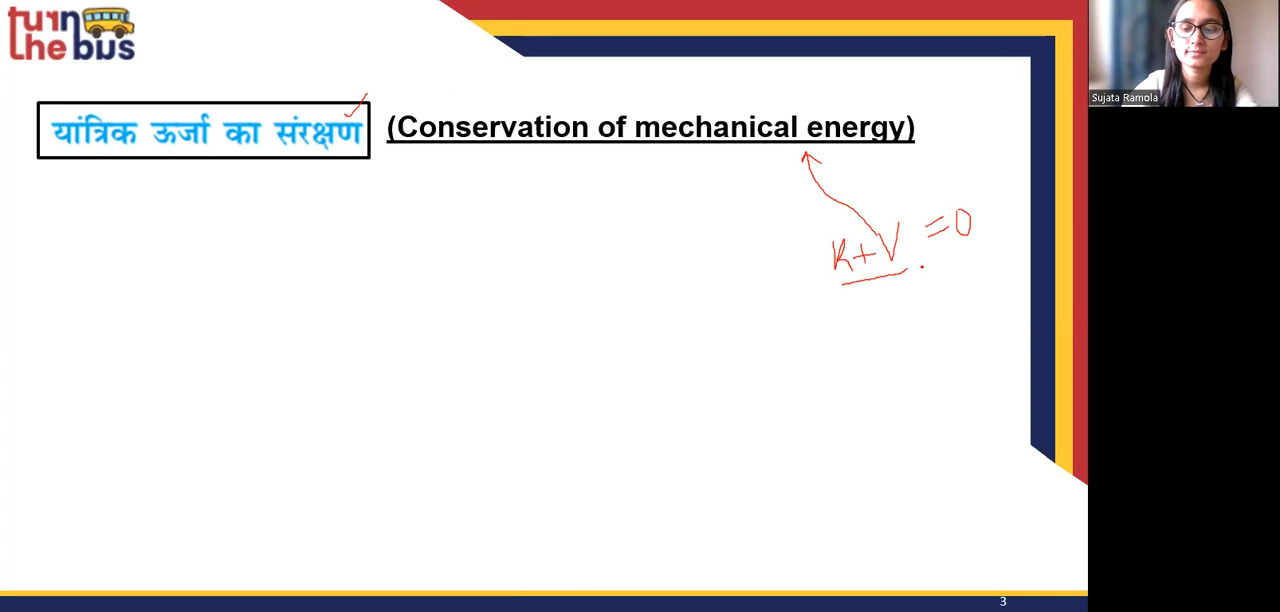 turn
the bus
Sujata Ramola
यांत्रिक ऊर्जा का संरक्षण (Conservation of mechanical energy)
K+V =0
3